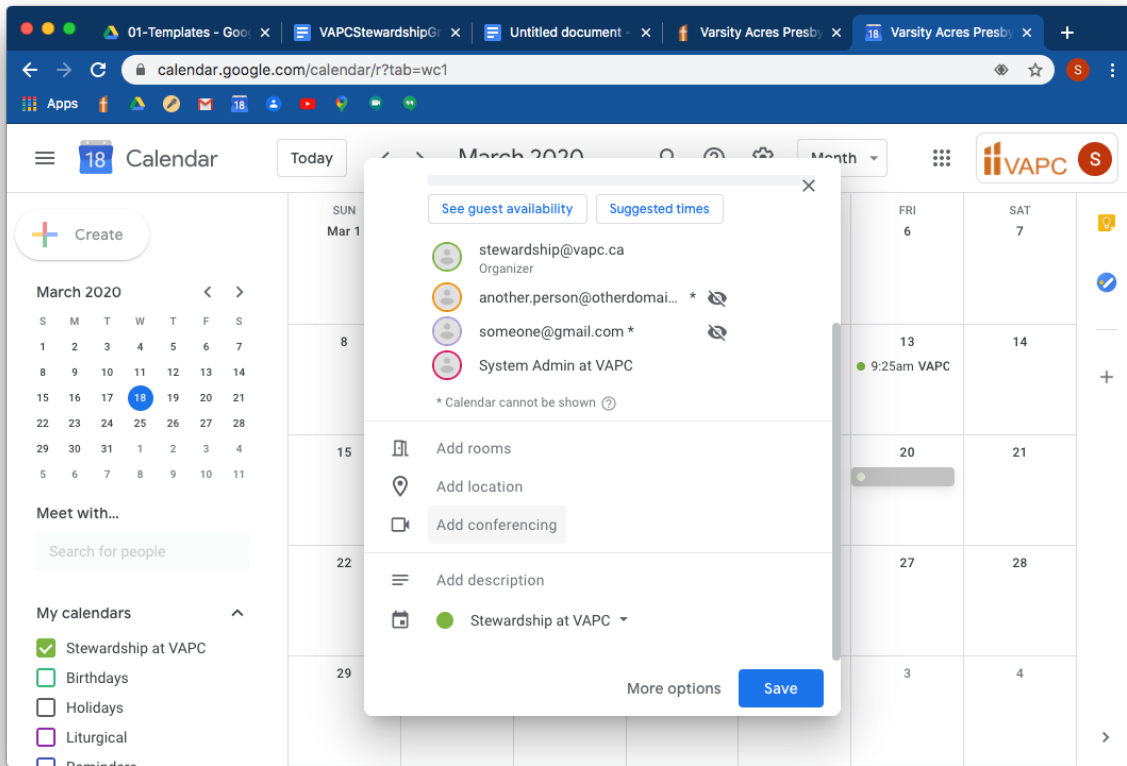 01-Templates - Goo
VAPCStewardshipGr
Untitled document -
Varsity Acres Presby
18
Varsity Acres Presby
calendar.google.com/calendar/r?tab=wc1
S
Apps
18
18
Calendar
Today
March 2020
Month
VAPC
S
Create
March 2020
S M T W T F S
1 2 3 4 5 6 7
8 9 10 11 12 13 14
15 16 17 18 19 20 21
22 23 24 25 26 27 28
29 30 31 1 2 3 4
5 6 7 8 9 10 11
Meet with...
Search for people
My calendars
Stewardship at VAPC
Birthdays
Holidays
Liturgical
Reminders
SUN
Mar 1
FRI
6
SAT
7
8
13
9:25am VAPC
14
15
20
21
22
27
28
29
3
4
See guest availability
Suggested times
stewardship@vapc.ca
Organizer
another.person@otherdomai... *
someone@gmail.com *
System Admin at VAPC
* Calendar cannot be shown
Add rooms
Add location
Add conferencing
Add description
Stewardship at VAPC
More options
Save